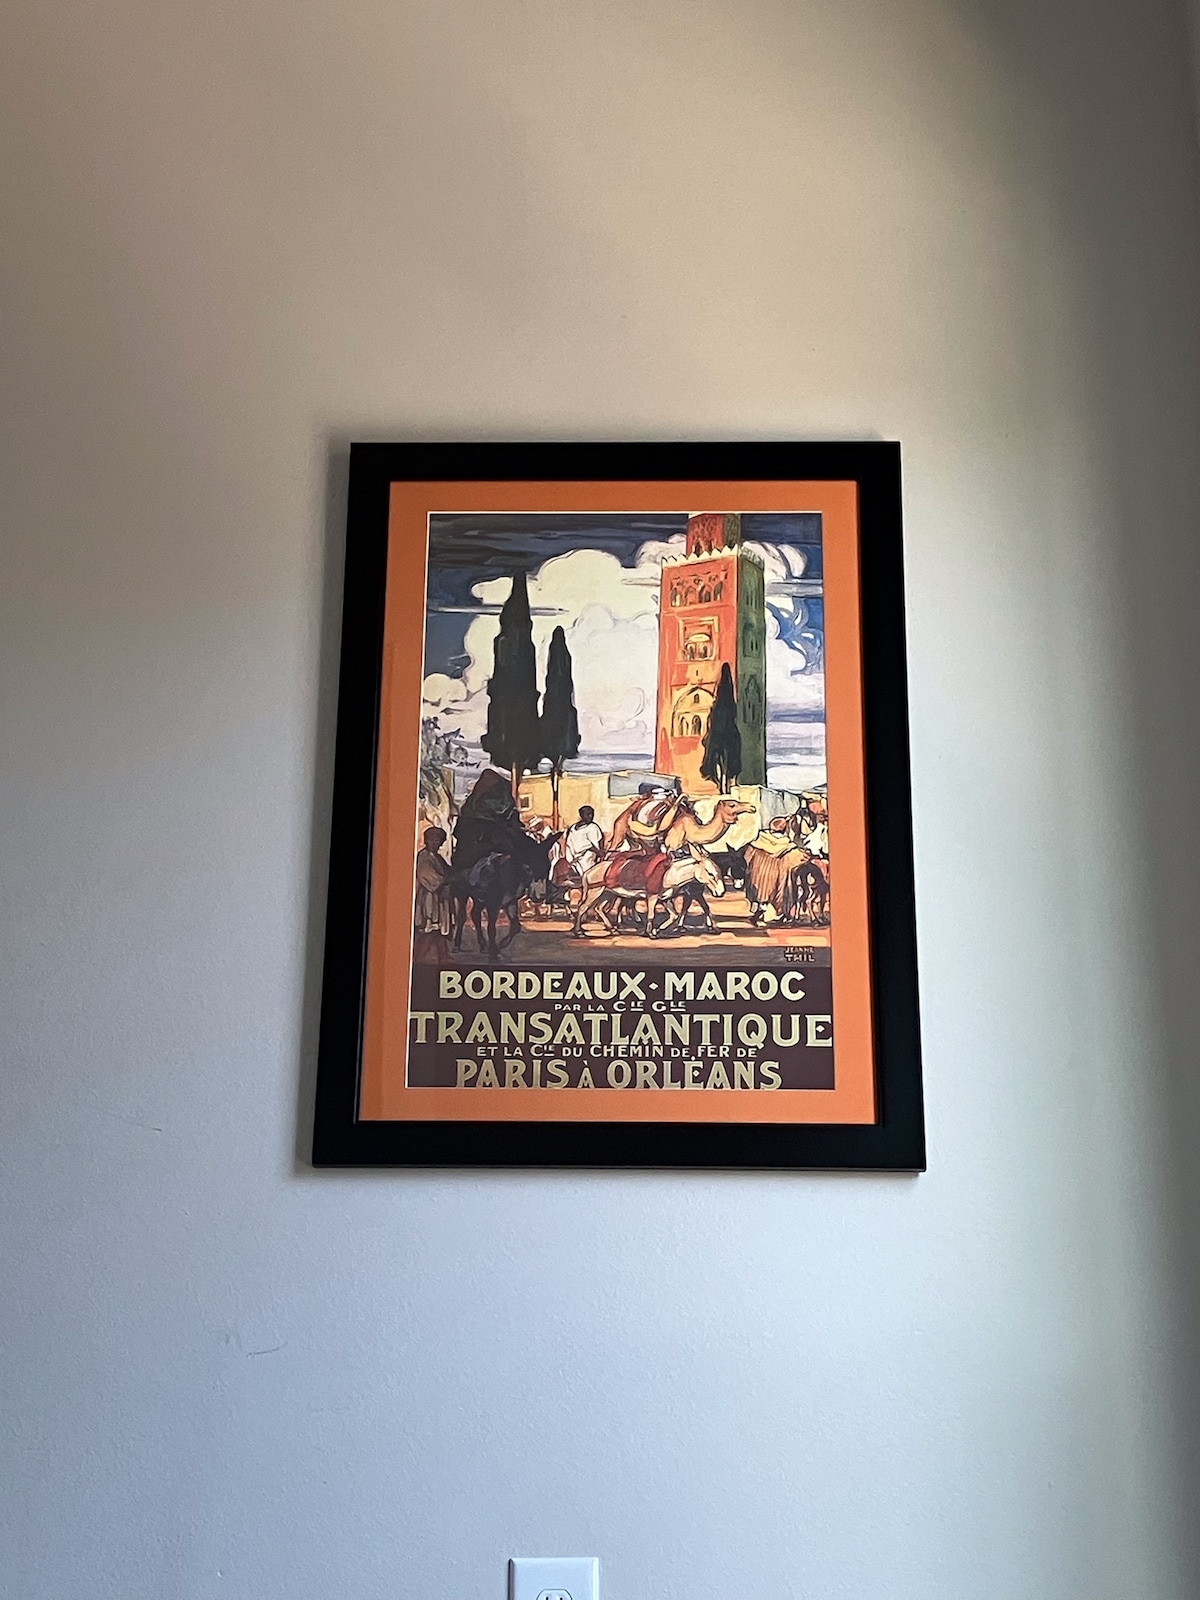 JEANNE
THIL
BORDEAUX·MAROC
PAR LA CIE GLE
TRANSATLANTIQUE
ET LA CIE DU CHEMIN DE FER DE
PARIS À ORLÉANS